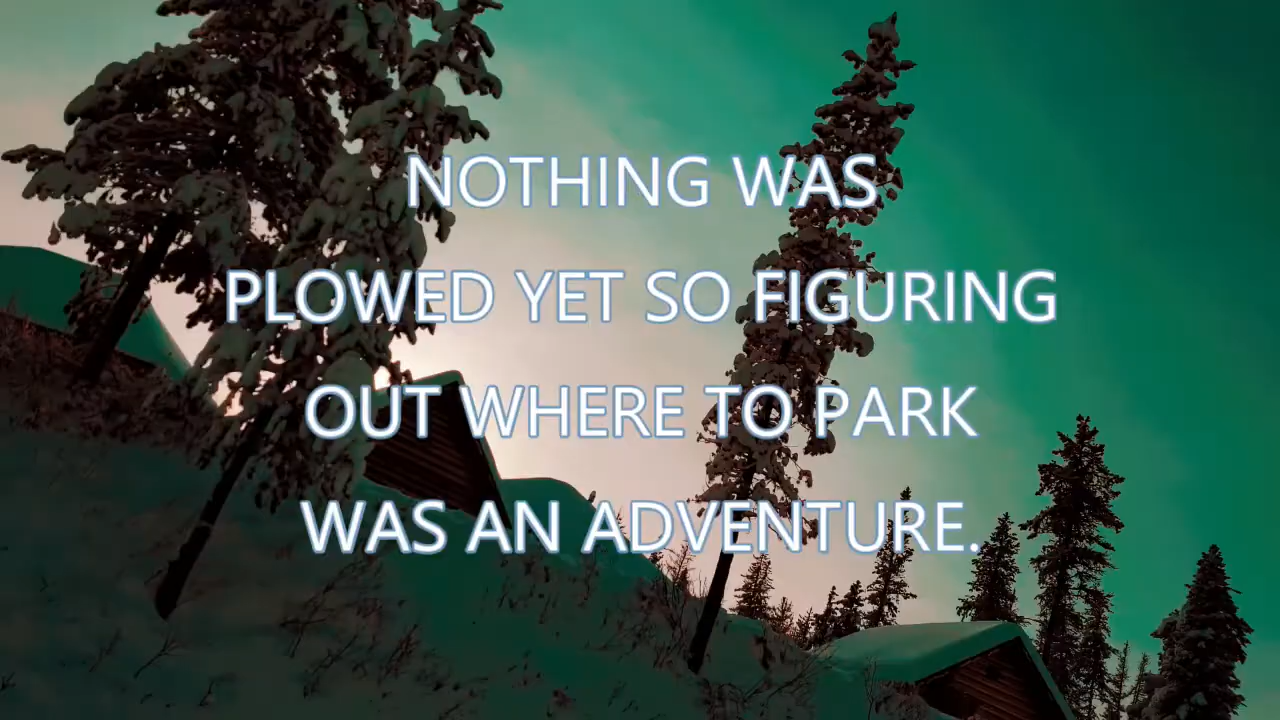 NOTHING WAS
PLOWED YET SO FIGURING
OUT WHERE TO PARK
WAS AN ADVENTURE.